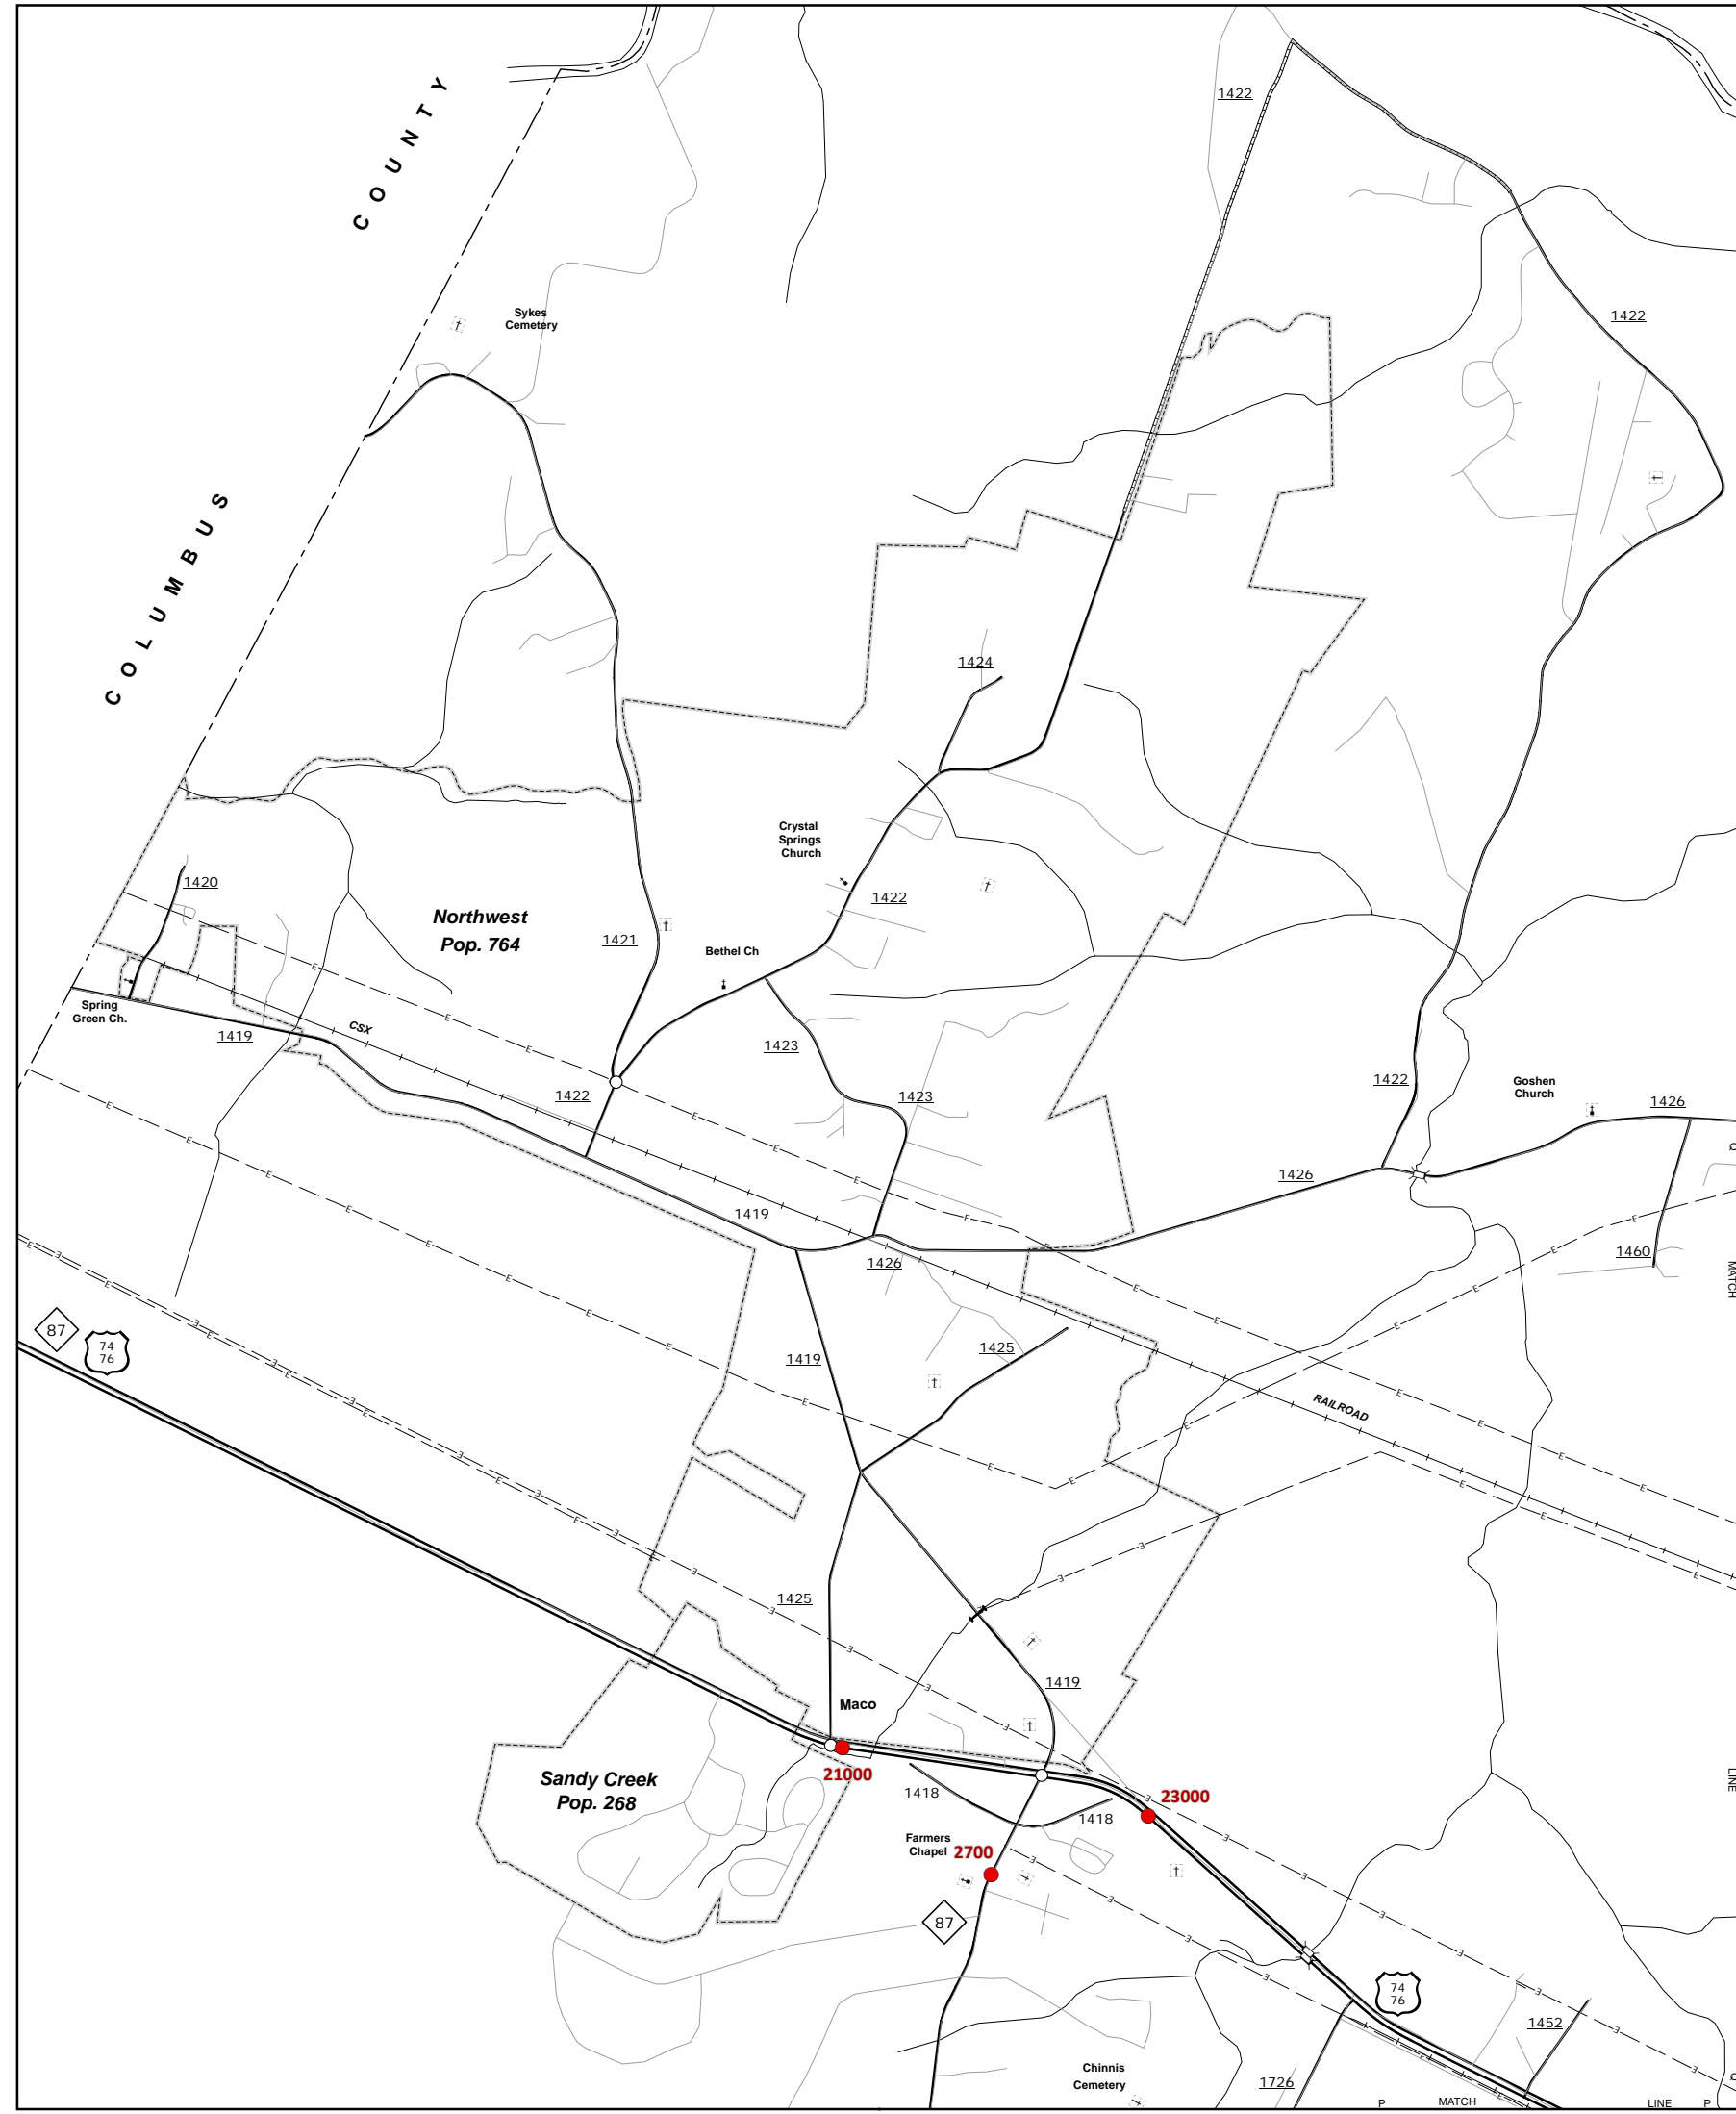 COUNTY
1422
Sykes
Cemetery
1422
COLUMBUS
1424
Crystal
Springs
Church
1420
1422
Northwest
Pop. 764
1421
Bethel Ch
Spring
Green Ch.
1419
CSX
1423
1422
1423
1422
Goshen
Church
1426
1426
1419
1426
1460
MATCH
87
74
76
1419
1425
RAILROAD
1425
1419
Maco
21000
Sandy Creek
Pop. 268
1418
23000
1418
LINE
Farmers
Chapel
2700
87
74
76
1452
Chinnis
Cemetery
1726
P
MATCH
LINE
P